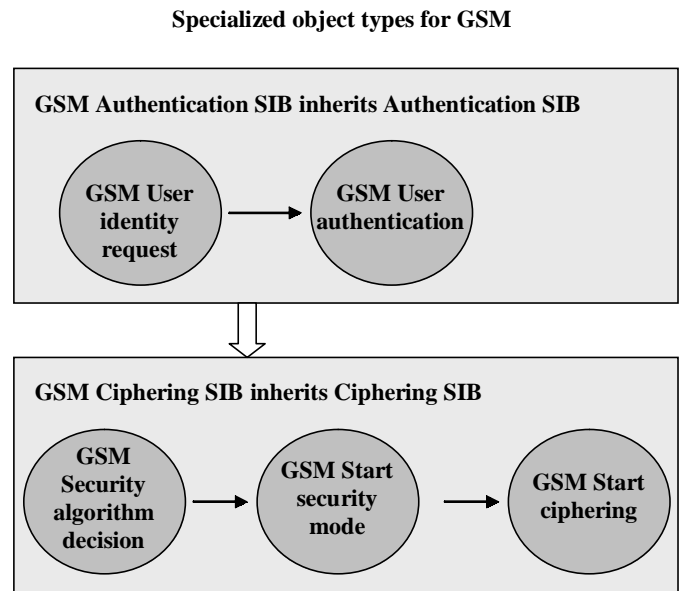 Specialized object types for GSM
GSM Authentication SIB inherits Authentication SIB
GSM User
identity
request
GSM User
authentication
GSM Ciphering SIB inherits Ciphering SIB
GSM
Security
algorithm
decision
GSM Start
security
mode
GSM Start
ciphering